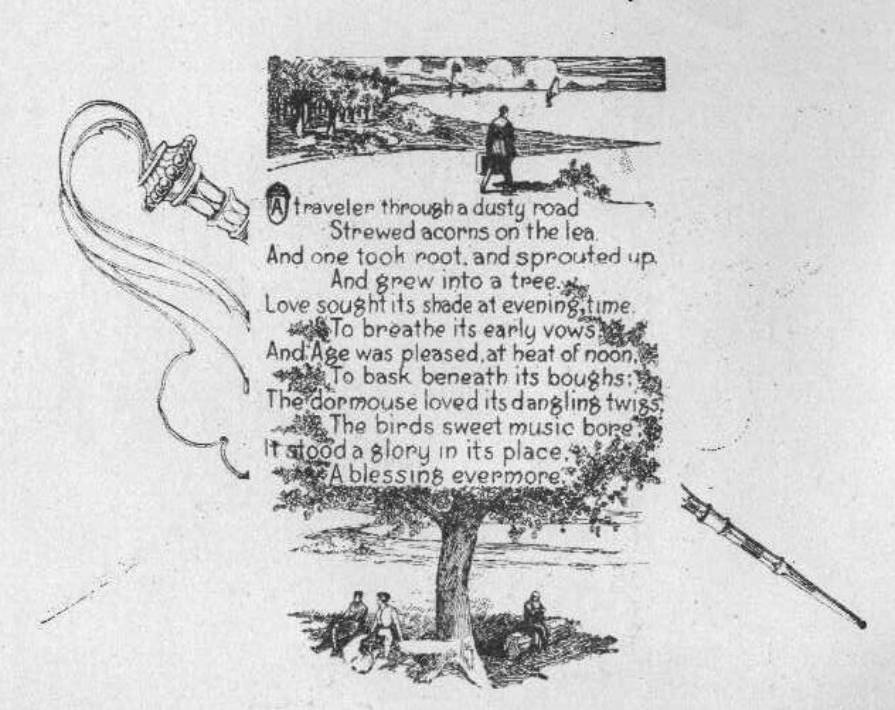 A traveler through a dusty road
Strewed acorns on the lea.
And one took root, and sprouted up,
And grew into a tree.
Love sought its shade at evening time.
To breathe its early vows.
And Age was pleased, at heat of noon,
To bask beneath its boughs:
The dormouse loved its dangling twigs,
The birds sweet music bore,
It stood a glory in its place,
A blessing evermore.